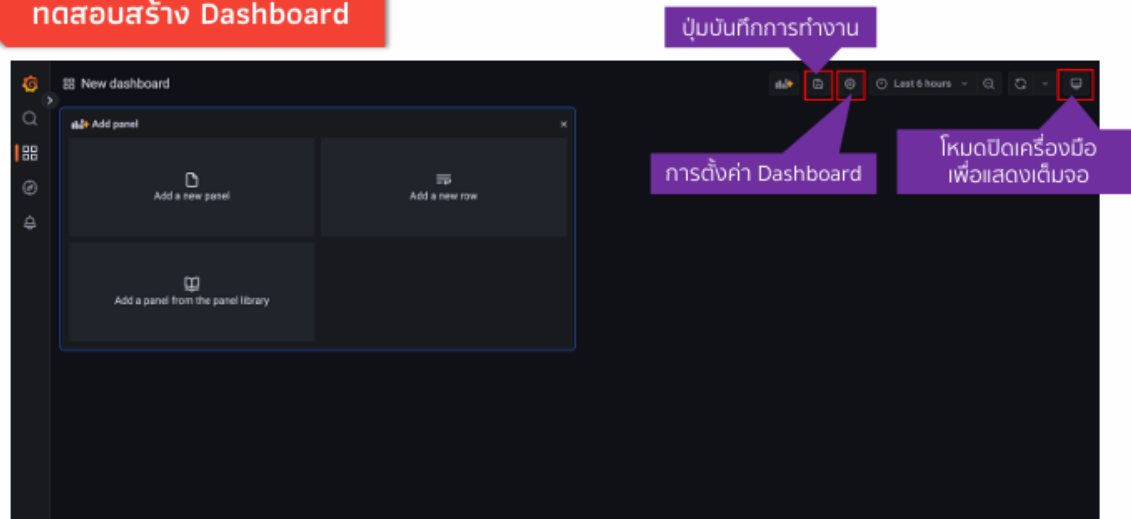 ทดสอบสร้าง Dashboard
ปุ่มบันทึกการทำงาน
New dashboard
Last 6 hours
Add panel
Add a new panel
Add a new row
Add a panel from the panel library
การตั้งค่า Dashboard
โหมดปิดเครื่องมือ
เพื่อแสดงเต็มจอ